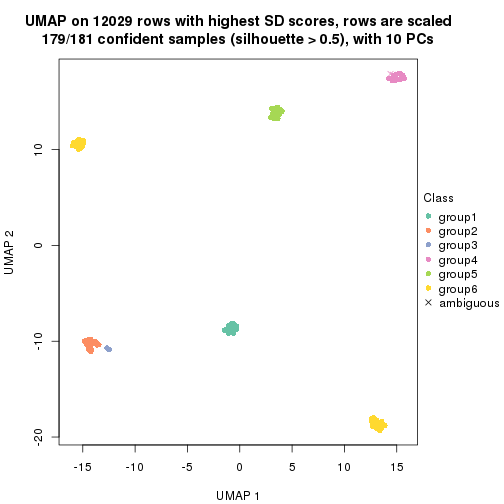 UMAP on 12029 rows with highest SD scores, rows are scaled
179/181 confident samples (silhouette > 0.5), with 10 PCs
10
0
-10
-20
UMAP 2
-15
-10
-5
0
5
10
15
UMAP 1
Class
group1
group2
group3
group4
group5
group6
ambiguous